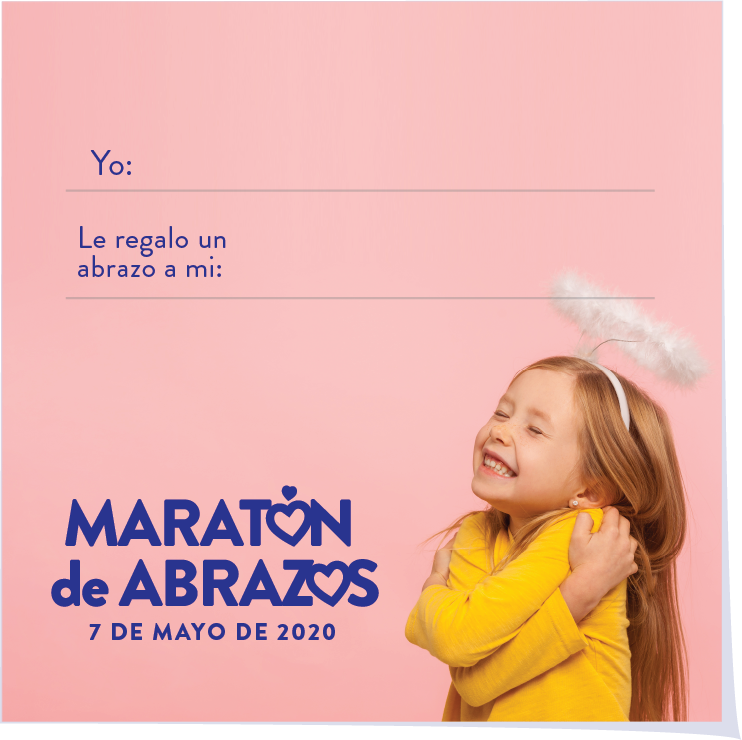 Yo:
Le regalo un
abrazo a mi:
MARATÓN
de ABRAZOS
7 DE MAYO DE 2020